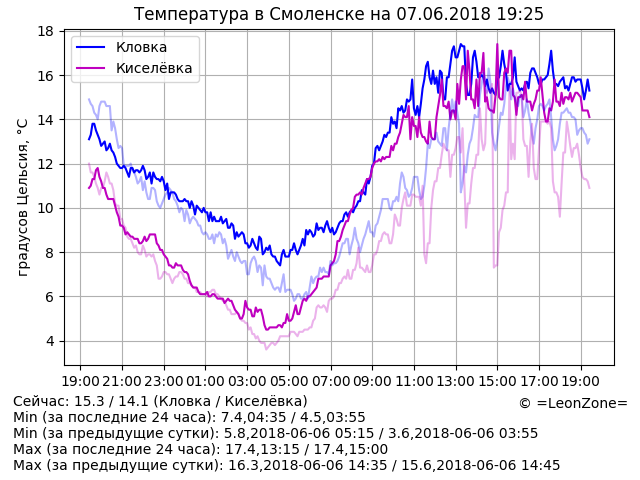 Температура в Смоленске на 07.06.2018 19:25
Кловка
Киселёвка
градусов Цельсия, °C
18
16
14
12
10
8
6
4
19:00 21:00 23:00 01:00 03:00 05:00 07:00 09:00 11:00 13:00 15:00 17:00 19:00
Сейчас: 15.3 / 14.1 (Кловка / Киселёвка)
© =LeonZone=
Min (за последние 24 часа): 7.4,04:35 / 4.5,03:55
Min (за предыдущие сутки): 5.8,2018-06-06 05:15 / 3.6,2018-06-06 03:55
Max (за последние 24 часа): 17.4,13:15 / 17.4,15:00
Max (за предыдущие сутки): 16.3,2018-06-06 14:35 / 15.6,2018-06-06 14:45